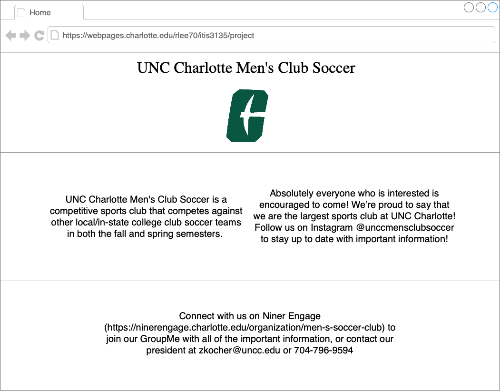 Home
https://webpages.charlotte.edu/rlee70/itis3135/project
UNC Charlotte Men's Club Soccer
UNC Charlotte Men's Club Soccer is a
competitive sports club that competes against
other local/in-state college club soccer teams
in both the fall and spring semesters.
Absolutely everyone who is interested is
encouraged to come! We're proud to say that
we are the largest sports club at UNC Charlotte!
Follow us on Instagram @unccmensclubsoccer
to stay up to date with important information!
Connect with us on Niner Engage
(https://ninerengage.charlotte.edu/organization/men-s-soccer-club) to
join our GroupMe with all of the important information, or contact our
president at zkocher@uncc.edu or 704-796-9594